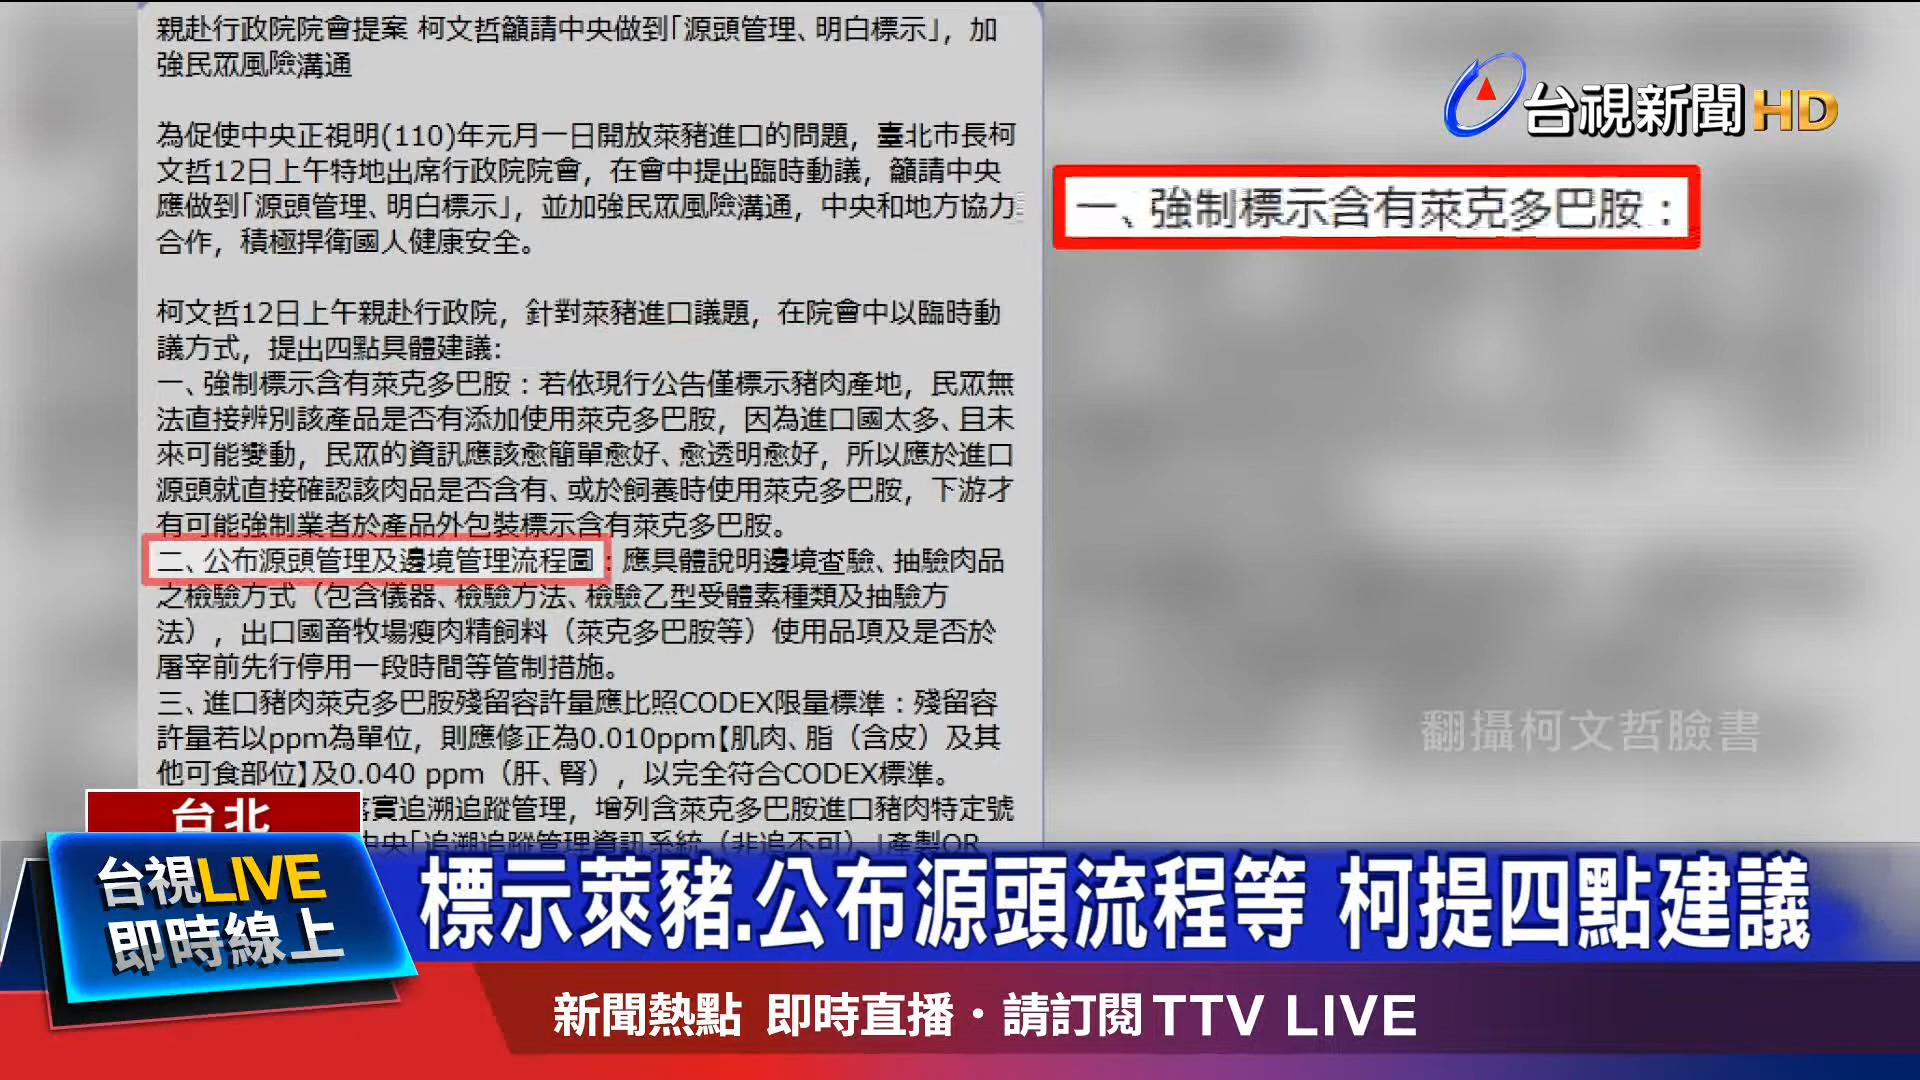 親赴行政院院會提案 柯文哲籲請中央做到「源頭管理、明白標示」，加
強民眾風險溝通
為促使中央正視明(110)年元月一日開放萊豬進口的問題，臺北市長柯
文哲12日上午特地出席行政院院會，在會中提出臨時動議，籲請中央
應做到「源頭管理、明白標示」，並加強民眾風險溝通，中央和地方協力
合作，積極捍衛國人健康安全。
柯文哲12日上午親赴行政院，針對萊豬進口議題，在院會中以臨時動
議方式，提出四點具體建議:
一、強制標示含有萊克多巴胺：若依現行公告僅標示豬肉產地，民眾無
法直接辨別該產品是否有添加使用萊克多巴胺，因為進口國太多、且未
來可能變動，民眾的資訊應該愈簡單愈好、愈透明愈好，所以應於進口
源頭就直接確認該肉品是否含有、或於飼養時使用萊克多巴胺，下游才
有可能強制業者於產品外包裝標示含有萊克多巴胺。
二、公布源頭管理及邊境管理流程圖：應具體說明邊境查驗、抽驗肉品
之檢驗方式（包含儀器、檢驗方法、檢驗乙型受體素種類及抽驗方
法），出口國畜牧場瘦肉精飼料（萊克多巴胺等）使用品項及是否於
屠宰前先行停用一段時間等管制措施。
三、進口豬肉萊克多巴胺殘留容許量應比照CODEX限量標準：殘留容
許量若以ppm為單位，則應修正為0.010ppm【肌肉、脂（含皮）及其
他可食部位】及0.040 ppm（肝、腎），以完全符合CODEX標準。
落實追溯追蹤管理，增列含萊克多巴胺進口豬肉特定號
中央「追溯追蹤管理資訊系統（非追不可）」產製QR
台視新聞HD
一、強制標示含有萊克多巴胺：
翻攝柯文哲臉書
台北
台視LIVE
即時線上
標示萊豬.公布源頭流程等 柯提四點建議
新聞熱點 即時直播・請訂閱TTV LIVE